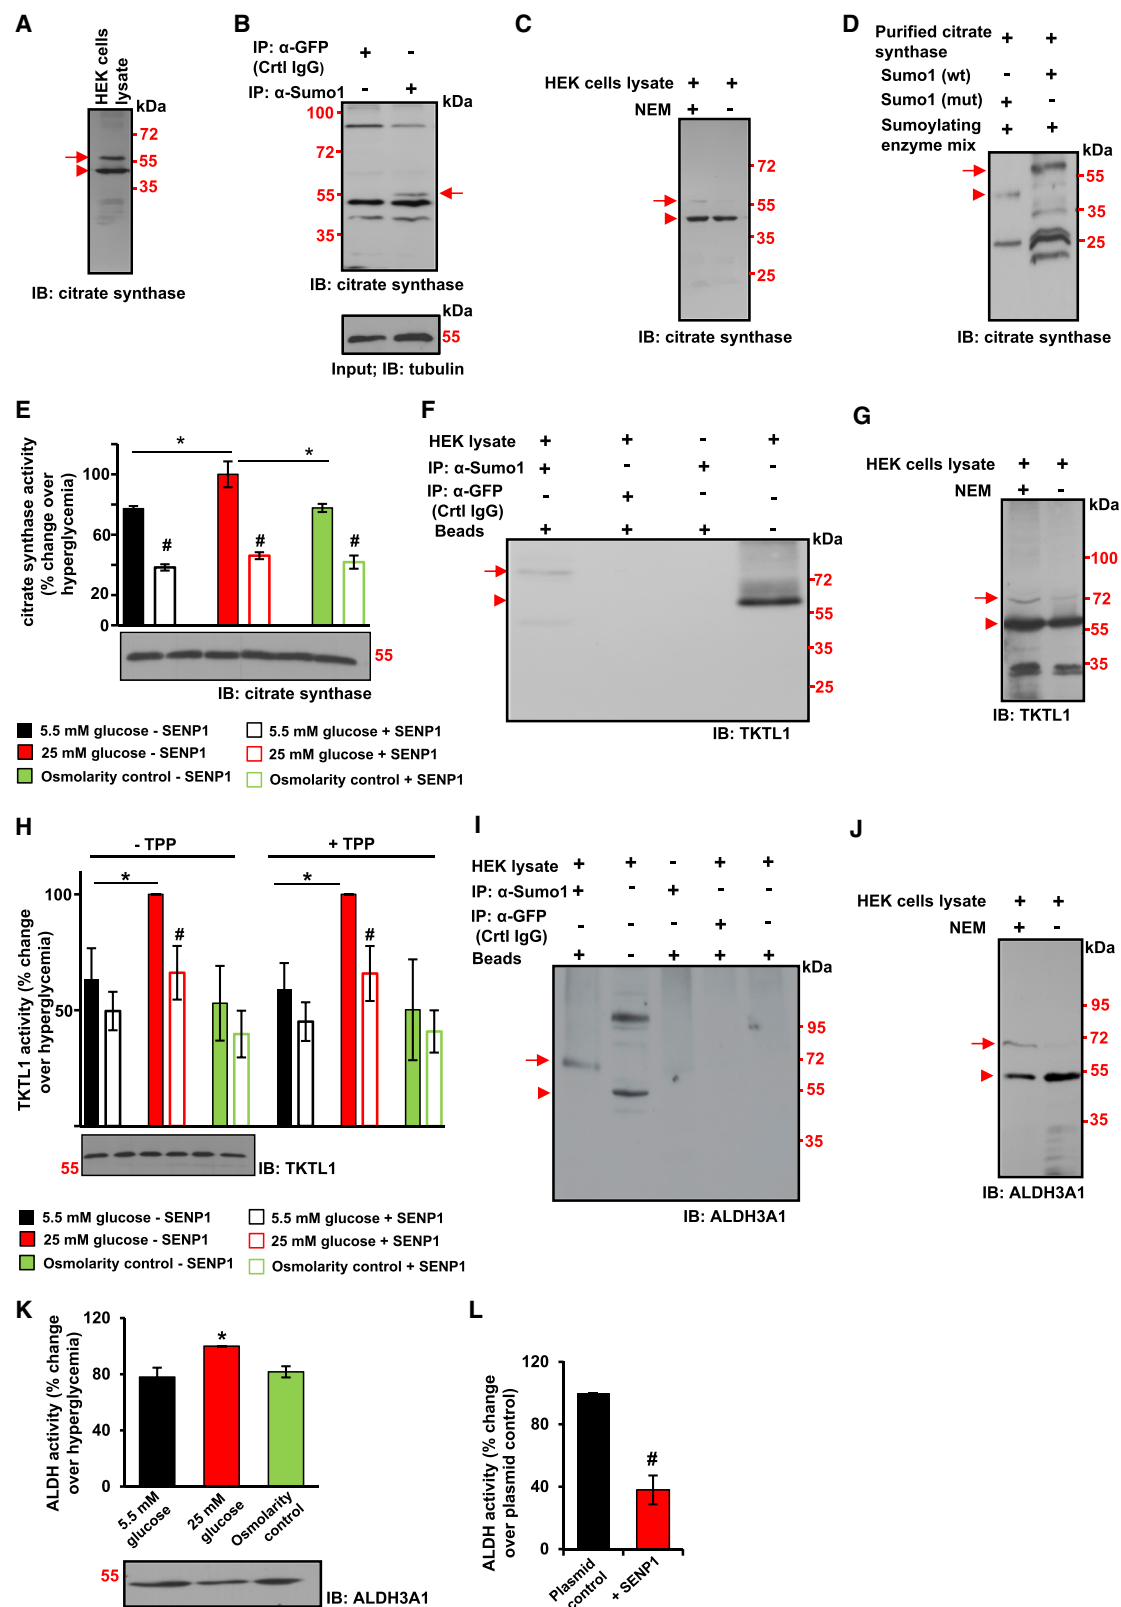 A
HEK cells
lysate
kDa
72
55
35
IB: citrate synthase
B
IP: α-GFP + -
(Crtl IgG)
IP: α-Sumo1 - +
kDa
100
72
55
35
IB: citrate synthase
kDa
55
Input; IB: tubulin
C
HEK cells lysate + +
NEM + -
72
55
35
25
IB: citrate synthase
D
Purified citrate + +
synthase
Sumo1 (wt) - +
Sumo1 (mut) + -
Sumoylating + +
enzyme mix
kDa
55
35
25
IB: citrate synthase
E
citrate synthase activity
(% change over
hyperglycemia)
100
60
20
0
* *
# # #
55
IB: citrate synthase
5.5 mM glucose - SENP1
25 mM glucose - SENP1
Osmolarity control - SENP1
5.5 mM glucose + SENP1
25 mM glucose + SENP1
Osmolarity control + SENP1
F
HEK lysate + + - +
IP: α-Sumo1 + - + -
IP: α-GFP - + - -
(Crtl IgG)
Beads + + + -
kDa
72
55
35
25
IB: TKTL1
G
HEK cells lysate + +
NEM + -
kDa
100
72
55
35
IB: TKTL1
H
- TPP + TPP
TKTL1 activity (% change
over hyperglycemia)
100
50
* *
# #
55
IB: TKTL1
5.5 mM glucose - SENP1
25 mM glucose - SENP1
Osmolarity control - SENP1
5.5 mM glucose + SENP1
25 mM glucose + SENP1
Osmolarity control + SENP1
I
HEK lysate + + - + +
IP: α-Sumo1 + - + - -
IP: α-GFP - - - + -
(Crtl IgG)
Beads + - + + +
kDa
95
72
55
35
IB: ALDH3A1
J
HEK cells lysate + +
NEM + -
kDa
95
72
55
35
IB: ALDH3A1
K
ALDH activity (% change
over hyperglycemia)
120
80
40
0
*
5.5 mM
glucose
25 mM
glucose
Osmolarity
control
55
IB: ALDH3A1
L
ALDH activity (% change
over plasmid control)
120
80
40
0
#
Plasmid
control
+ SENP1